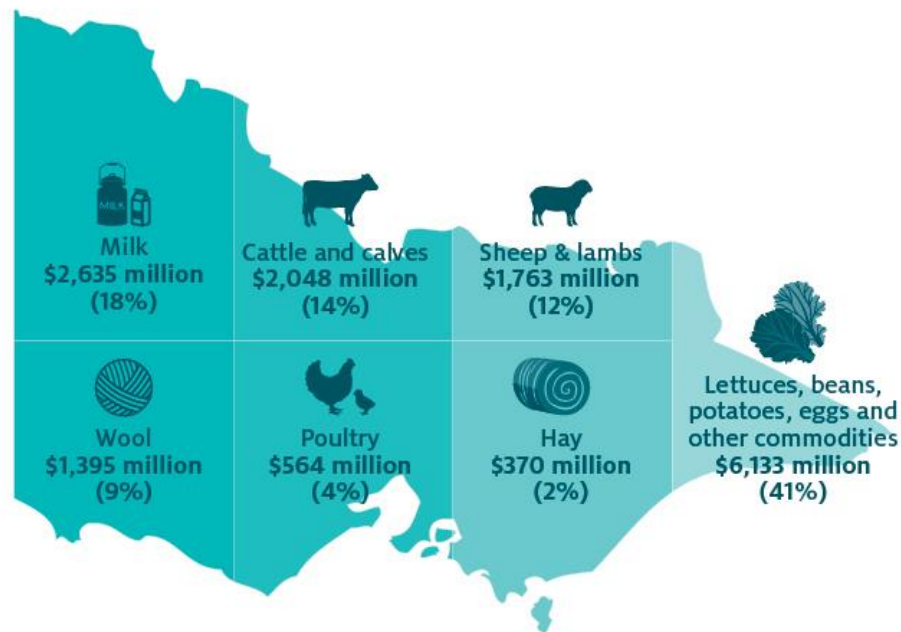 MILK
Milk
$2,635 million
(18%)
Cattle and calves
$2,048 million
(14%)
Sheep & lambs
$1,763 million
(12%)
Wool
$1,395 million
(9%)
Poultry
$564 million
(4%)
Hay
$370 million
(2%)
Lettuces, beans,
potatoes, eggs and
other commodities
$6,133 million
(41%)